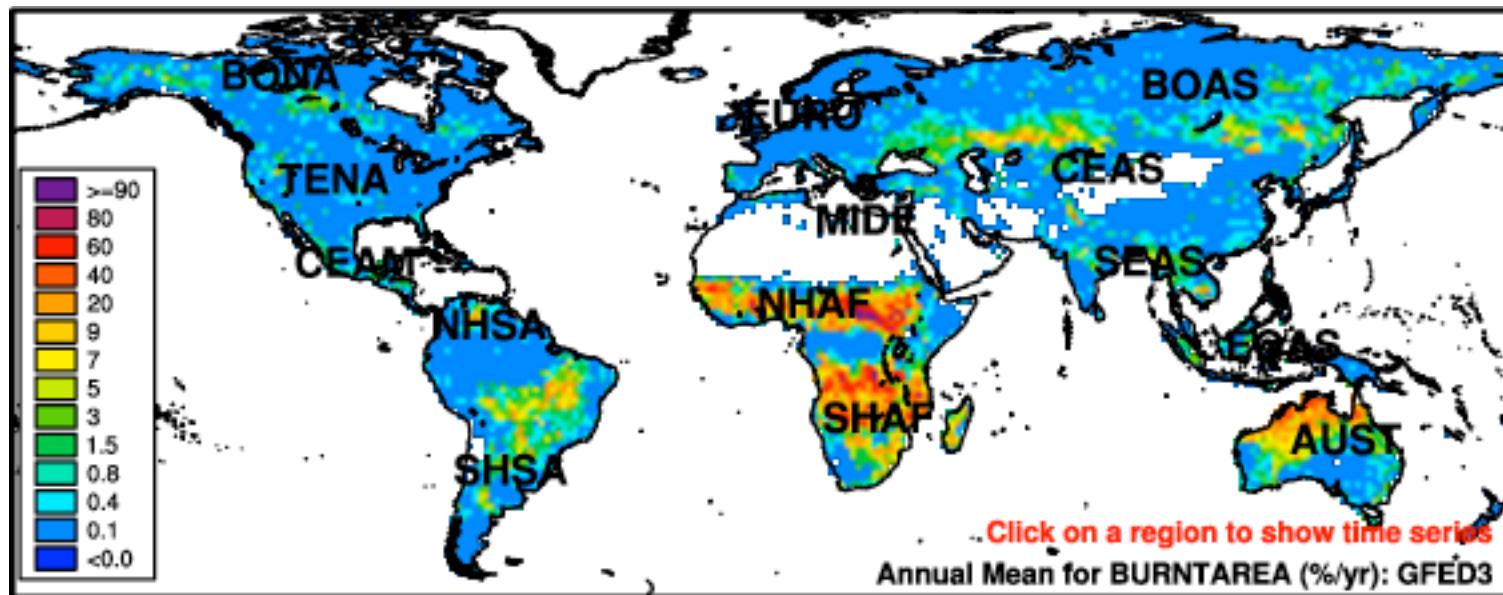 BONA
BOAS
EURO
CEAS
TENA
MIDE
CEAM
SEAS
NHSA
NHAF
EQAS
SHAF
AUST
SHSA
>=90
80
60
40
20
9
7
5
3
1.5
0.8
0.4
0.1
<0.0
Click on a region to show time series
Annual Mean for BURNTAREA (%/yr): GFED3